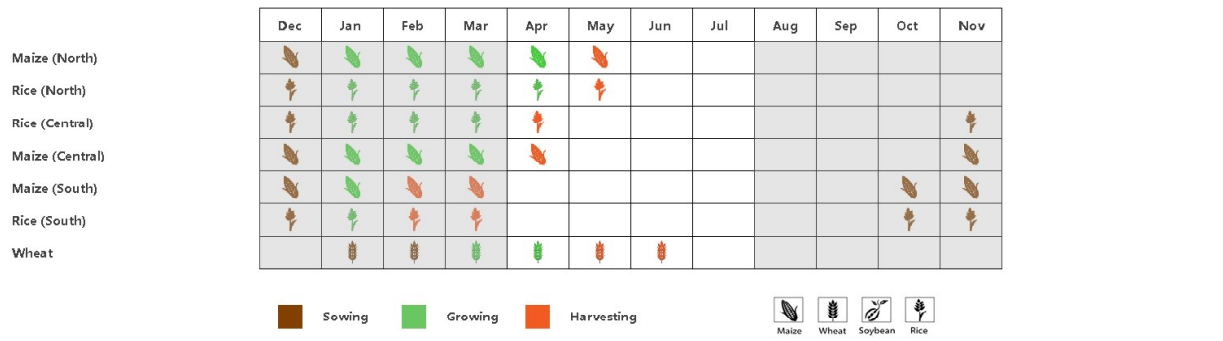 Dec Jan Feb Mar Apr May Jun Jul Aug Sep Oct Nov
Maize (North)
Rice (North)
Rice (Central)
Maize (Central)
Maize (South)
Rice (South)
Wheat
Sowing Growing Harvesting
Maize Wheat Soybean Rice